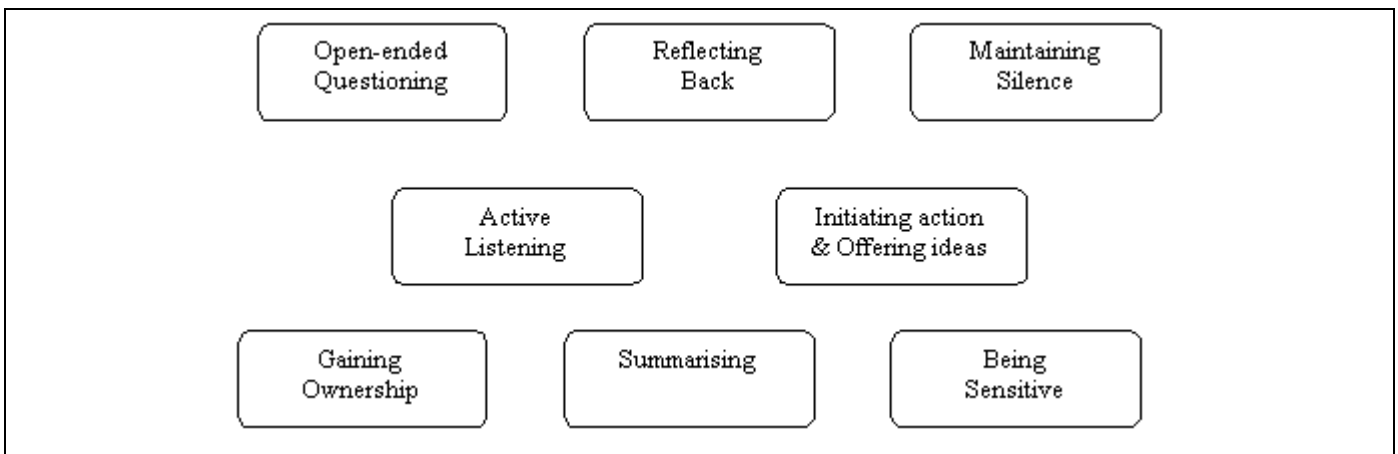 Open-ended
Questioning
Reflecting
Back
Maintaining
Silence
Active
Listening
Initiating action
& Offering ideas
Gaining
Ownership
Summarising
Being
Sensitive